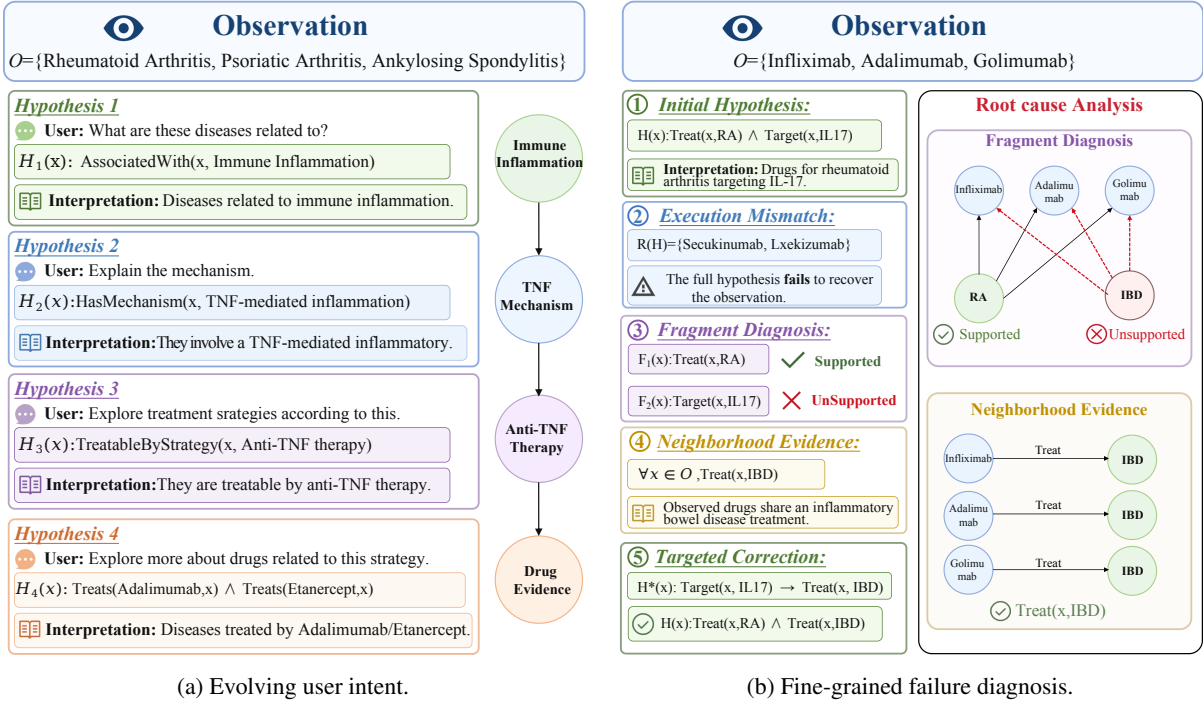 Observation
O={Rheumatoid Arthritis, Psoriatic Arthritis, Ankylosing Spondylitis}
Hypothesis 1
User: What are these diseases related to?
H₁(x): AssociatedWith(x, Immune Inflammation)
Interpretation: Diseases related to immune inflammation.
Hypothesis 2
User: Explain the mechanism.
H₂(x):HasMechanism(x, TNF-mediated inflammation)
Interpretation:They involve a TNF-mediated inflammatory.
Hypothesis 3
User: Explore treatment srategies according to this.
H₃(x):TreatableByStrategy(x, Anti-TNF therapy)
Interpretation:They are treatable by anti-TNF therapy.
Hypothesis 4
User: Explore more about drugs related to this strategy.
H₄(x): Treats(Adalimumab,x) ∧ Treats(Etanercept,x)
Interpretation: Diseases treated by Adalimumab/Etanercept.
Immune
Inflammation
TNF
Mechanism
Anti-TNF
Therapy
Drug
Evidence
(a) Evolving user intent.
Observation
O={Infliximab, Adalimumab, Golimumab}
① Initial Hypothesis:
H(x):Treat(x,RA) ∧ Target(x,IL17)
Interpretation: Drugs for rheumatoid
arthritis targeting IL-17.
② Execution Mismatch:
R(H)={Secukinumab, Lxekizumab}
The full hypothesis fails to recover
the observation.
③ Fragment Diagnosis:
F₁(x):Treat(x,RA)
Supported
F₂(x):Target(x,IL17)
UnSupported
④ Neighborhood Evidence:
∀x ∈ O ,Treat(x,IBD)
Observed drugs share an inflammatory
bowel disease treatment.
⑤ Targeted Correction:
H*(x): Target(x, IL17) → Treat(x, IBD)
H(x):Treat(x,RA) ∧ Treat(x,IBD)
Root cause Analysis
Fragment Diagnosis
Infliximab
Adalimu
mab
Golimu
mab
RA
IBD
Supported
Unsupported
Neighborhood Evidence
Infliximab
Treat
IBD
Adalimu
mab
Treat
IBD
Golimu
mab
Treat
IBD
Treat(x,IBD)
(b) Fine-grained failure diagnosis.